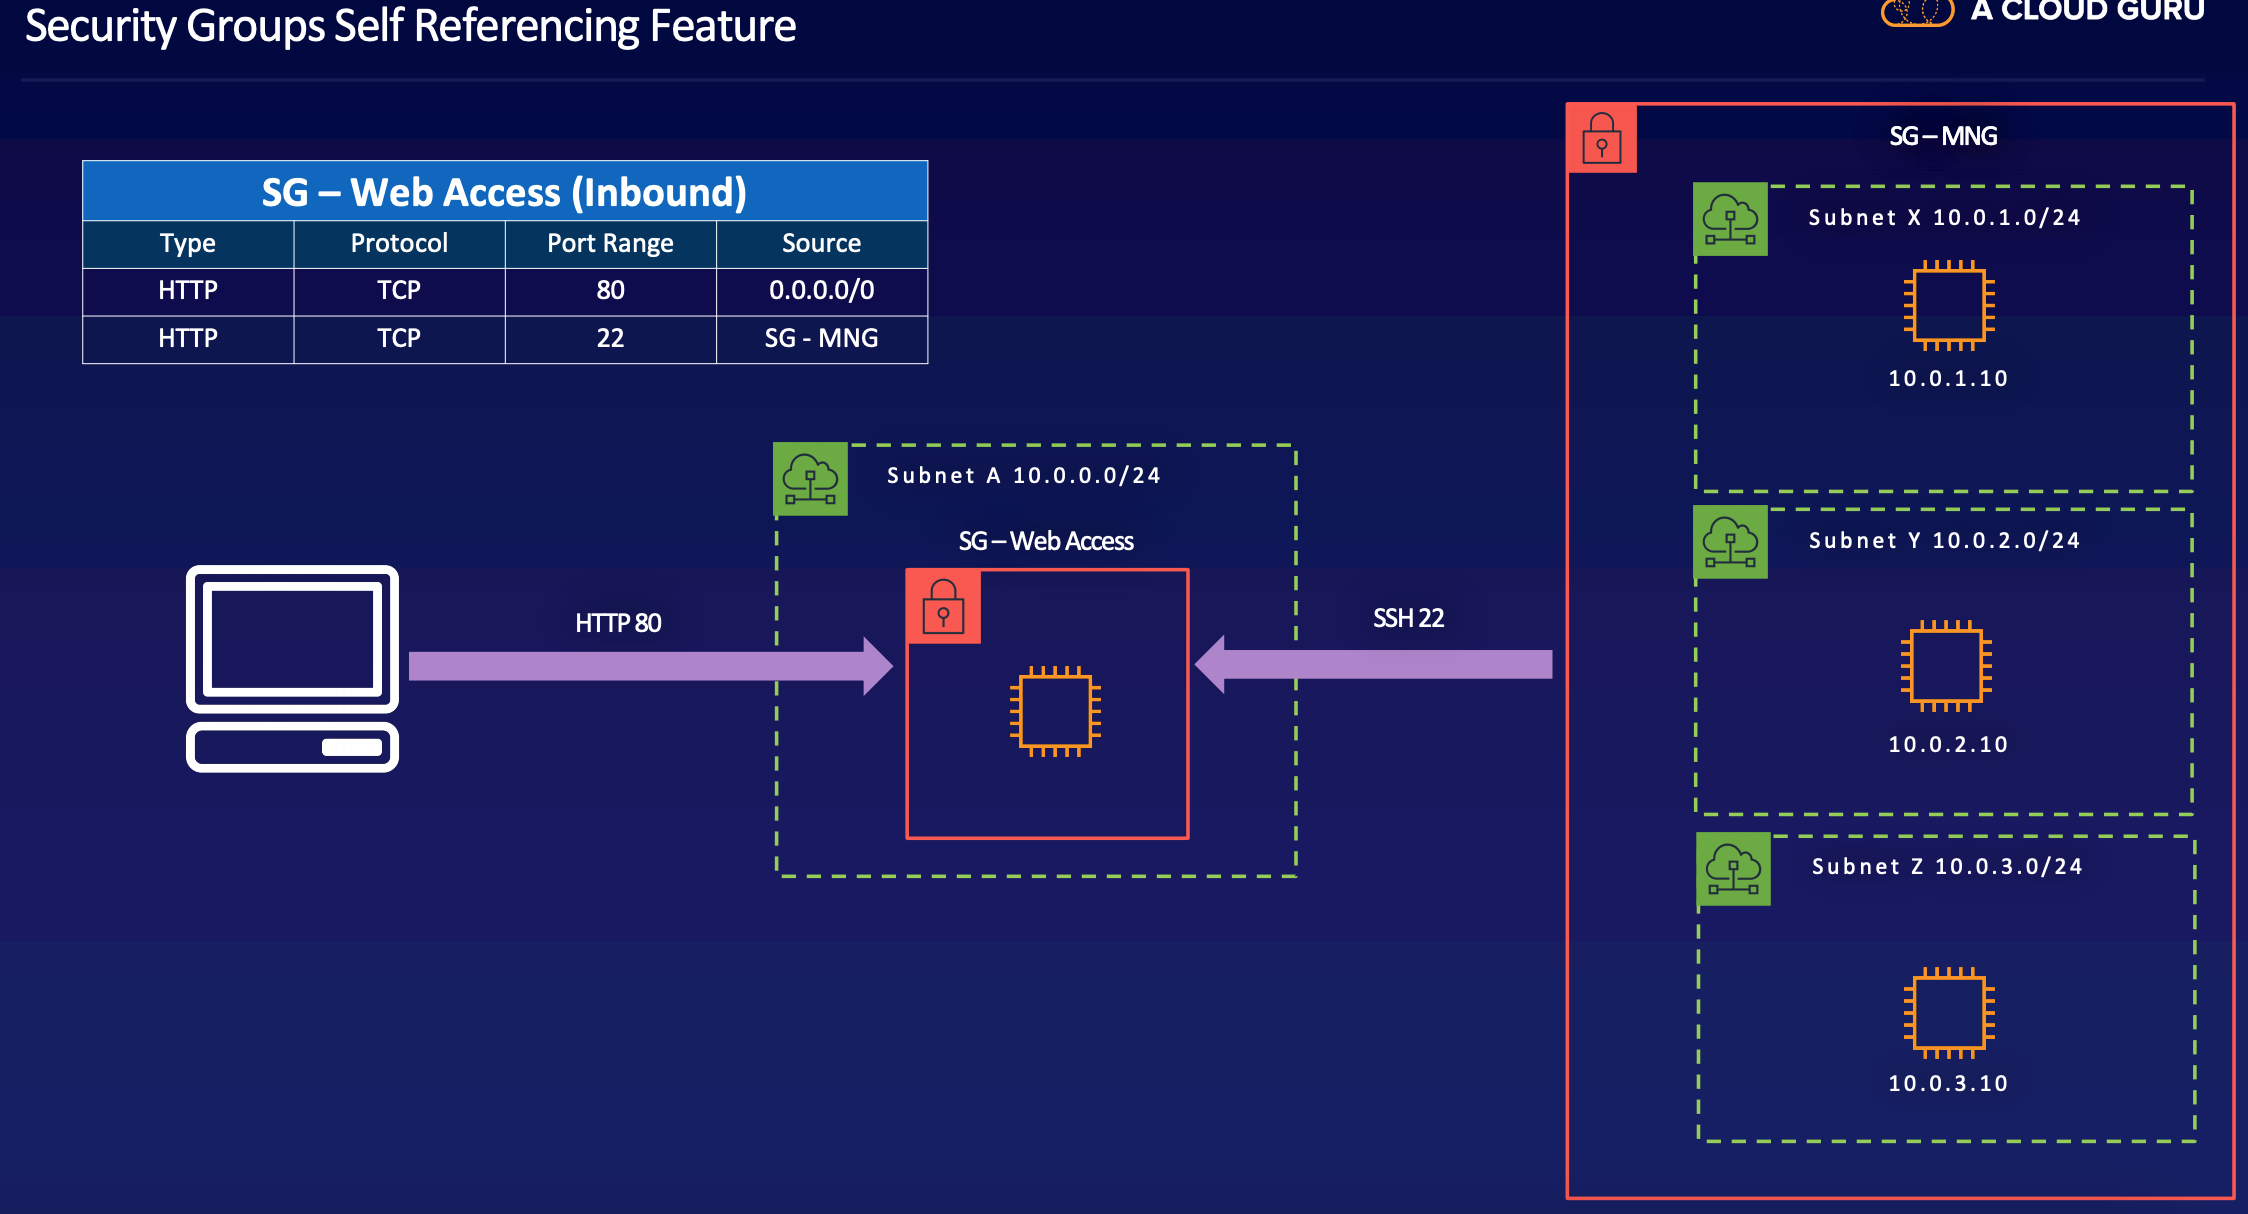 Security Groups Self Referencing Feature
A CLOUD GURU
SG – Web Access (Inbound)
Type Protocol Port Range Source
HTTP TCP 80 0.0.0.0/0
HTTP TCP 22 SG - MNG
SG – MNG
Subnet X 10.0.1.0/24
10.0.1.10
Subnet A 10.0.0.0/24
SG – Web Access
HTTP 80
SSH 22
Subnet Y 10.0.2.0/24
10.0.2.10
Subnet Z 10.0.3.0/24
10.0.3.10